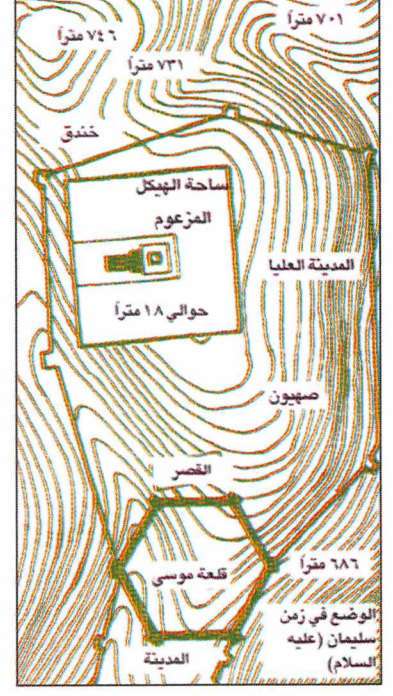 ٧٠١ متراً
٧٤٦ متراً
٧٣١ متراً
خندق
ساحة الهيكل
المزعوم
المدينة العليا
حوالي ١٨ متراً
صهيون
القصر
٦٨٦ متراً
قلعة موسى
الوضع في زمن
سليمان (عليه
السلام)
المدينة